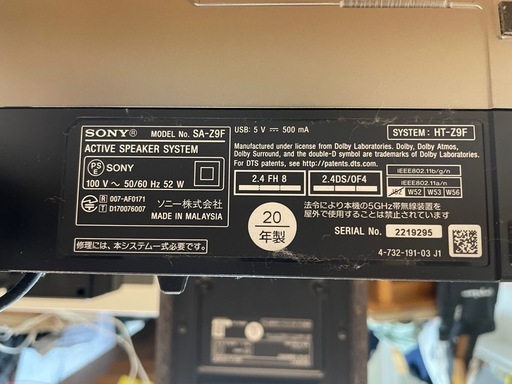 SONY® MODEL No. SA-Z9F
ACTIVE SPEAKER SYSTEM
PS E SONY
100 V ~ 50/60 Hz 52 W
R 007-AF0171
T D170076007
ソニー株式会社
MADE IN MALAYSIA
修理には、本システム一式必要です。
USB: 5 V ⎓ 500 mA
SYSTEM: HT-Z9F
Manufactured under license from Dolby Laboratories. Dolby, Dolby Atmos,
Dolby Surround, and the double-D symbol are trademarks of Dolby Laboratories.
For DTS patents, see http://patents.dts.com.
2.4 FH 8
2.4DS/OF4
IEEE802.11b/g/n
IEEE802.11a/n
J52 W52 W53 W56
20
年製
法令により本機の5GHz帯無線装置を
屋外で使用することは禁止されています。
SERIAL No. 2219295
4-732-191-03 J1